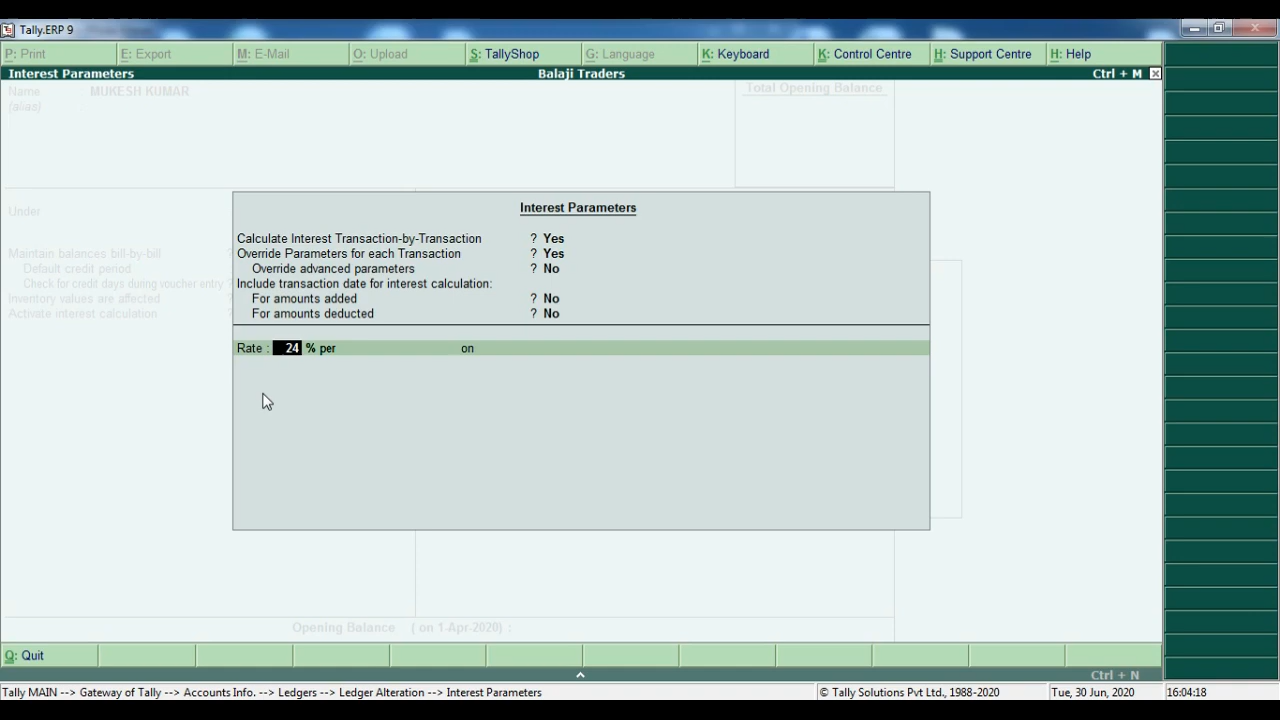 Tally.ERP 9
P: Print E: Export M: E-Mail O: Upload S: TallyShop G: Language K: Keyboard K: Control Centre H: Support Centre H: Help
Interest Parameters Balaji Traders Ctrl + M
Name MUKESH KUMAR Total Opening Balance
(alias)
Under
Maintain balances bill-by-bill ?
Default credit period ?
Check for credit days during voucher entry ?
Inventory values are affected ?
Activate interest calculation ?
Interest Parameters
Calculate Interest Transaction-by-Transaction ? Yes
Override Parameters for each Transaction ? Yes
Override advanced parameters ? No
Include transaction date for interest calculation:
For amounts added ? No
For amounts deducted ? No
Rate : 24 % per on
Opening Balance ( on 1-Apr-2020) :
Q: Quit
Ctrl + N
Tally MAIN --> Gateway of Tally --> Accounts Info. --> Ledgers --> Ledger Alteration --> Interest Parameters © Tally Solutions Pvt Ltd., 1988-2020 Tue, 30 Jun, 2020 16:04:18